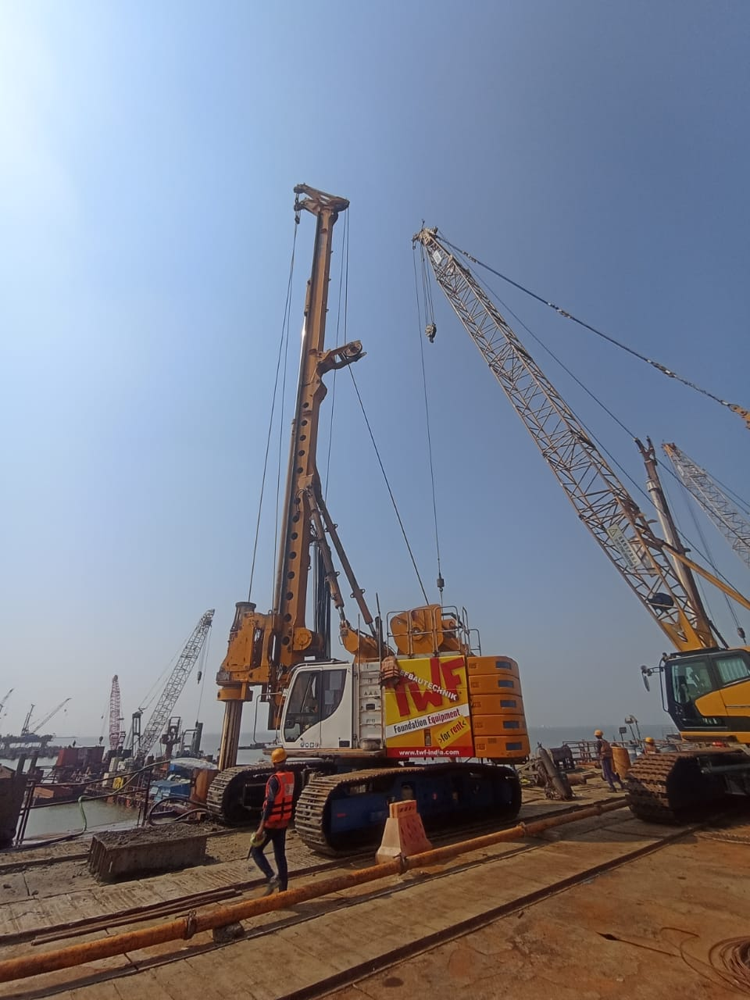 TWF
Foundation Equipment
>for rent<
www.twf-india.com